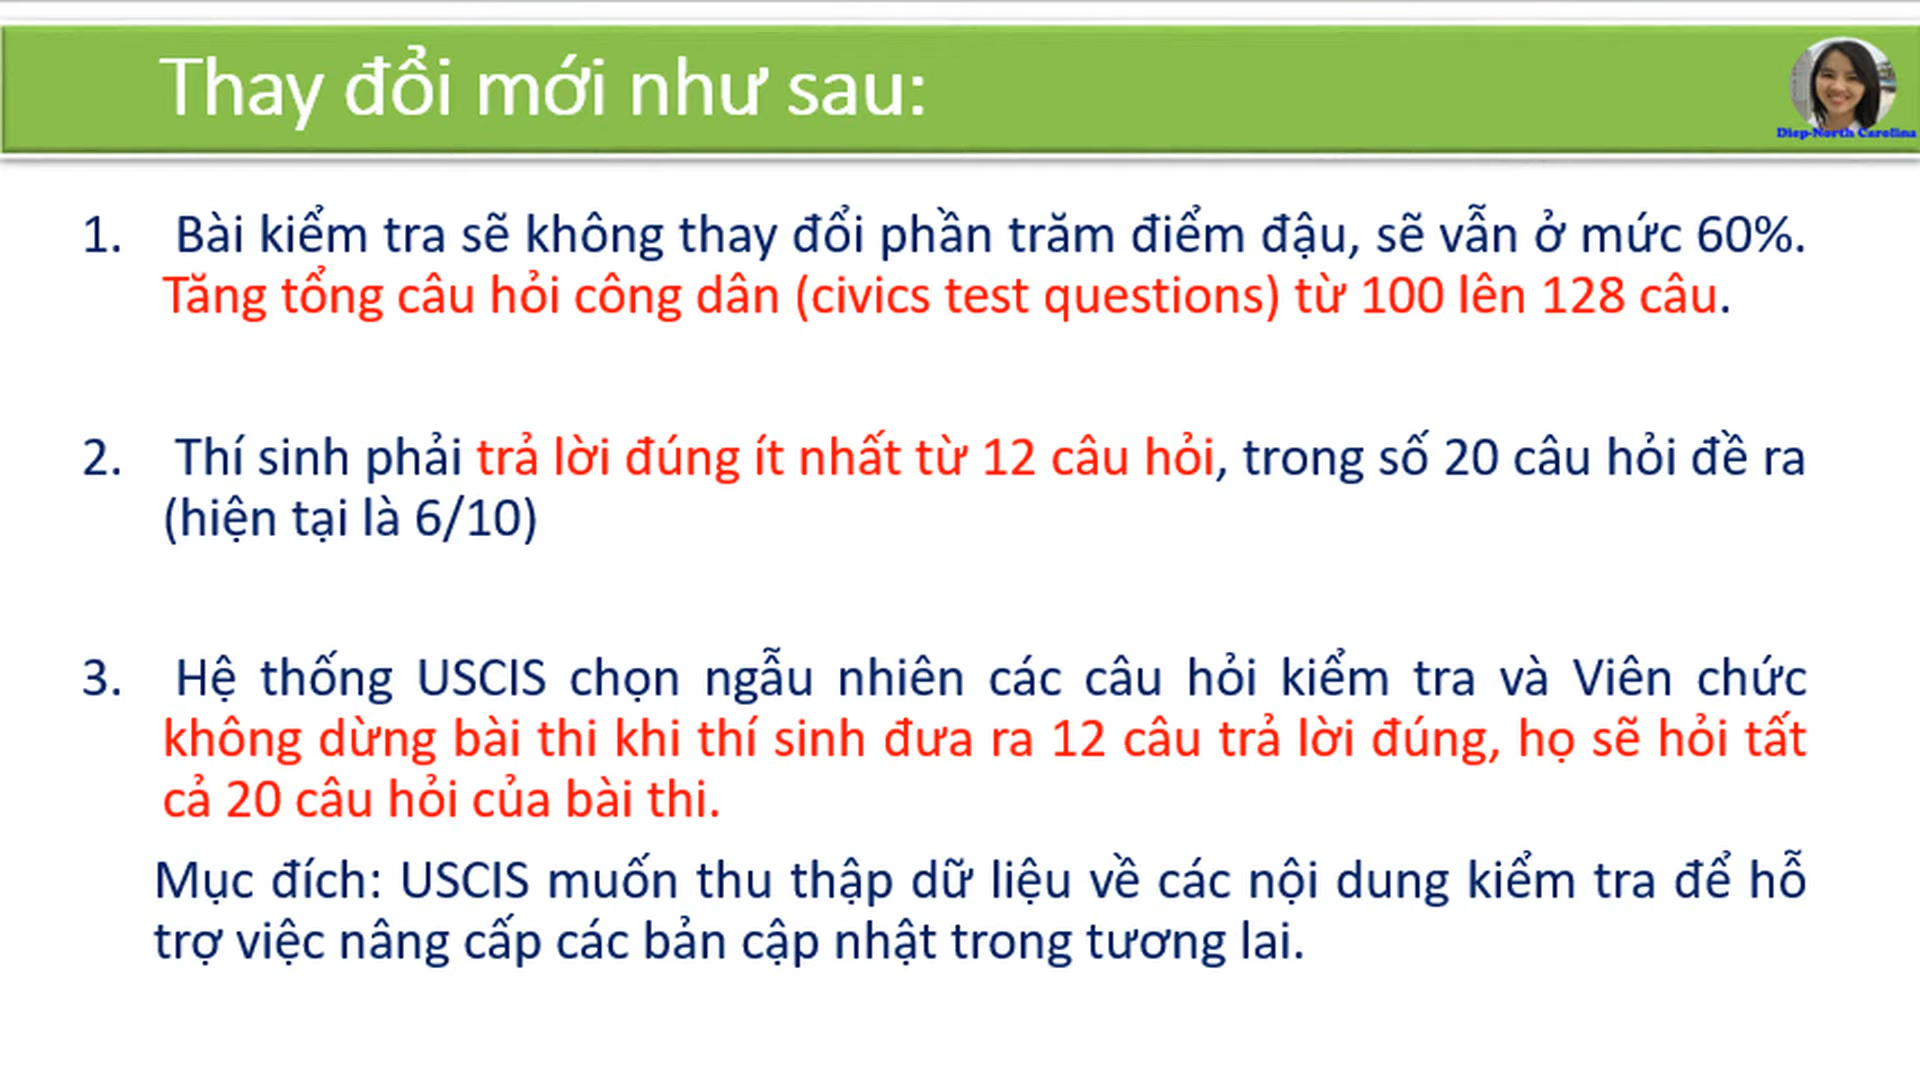 Thay đổi mới như sau:
Diep-North Carolina
1. Bài kiểm tra sẽ không thay đổi phần trăm điểm đậu, sẽ vẫn ở mức 60%.
Tăng tổng câu hỏi công dân (civics test questions) từ 100 lên 128 câu.
2. Thí sinh phải trả lời đúng ít nhất từ 12 câu hỏi, trong số 20 câu hỏi đề ra
(hiện tại là 6/10)
3. Hệ thống USCIS chọn ngẫu nhiên các câu hỏi kiểm tra và Viên chức
không dừng bài thi khi thí sinh đưa ra 12 câu trả lời đúng, họ sẽ hỏi tất
cả 20 câu hỏi của bài thi.
Mục đích: USCIS muốn thu thập dữ liệu về các nội dung kiểm tra để hỗ
trợ việc nâng cấp các bản cập nhật trong tương lai.